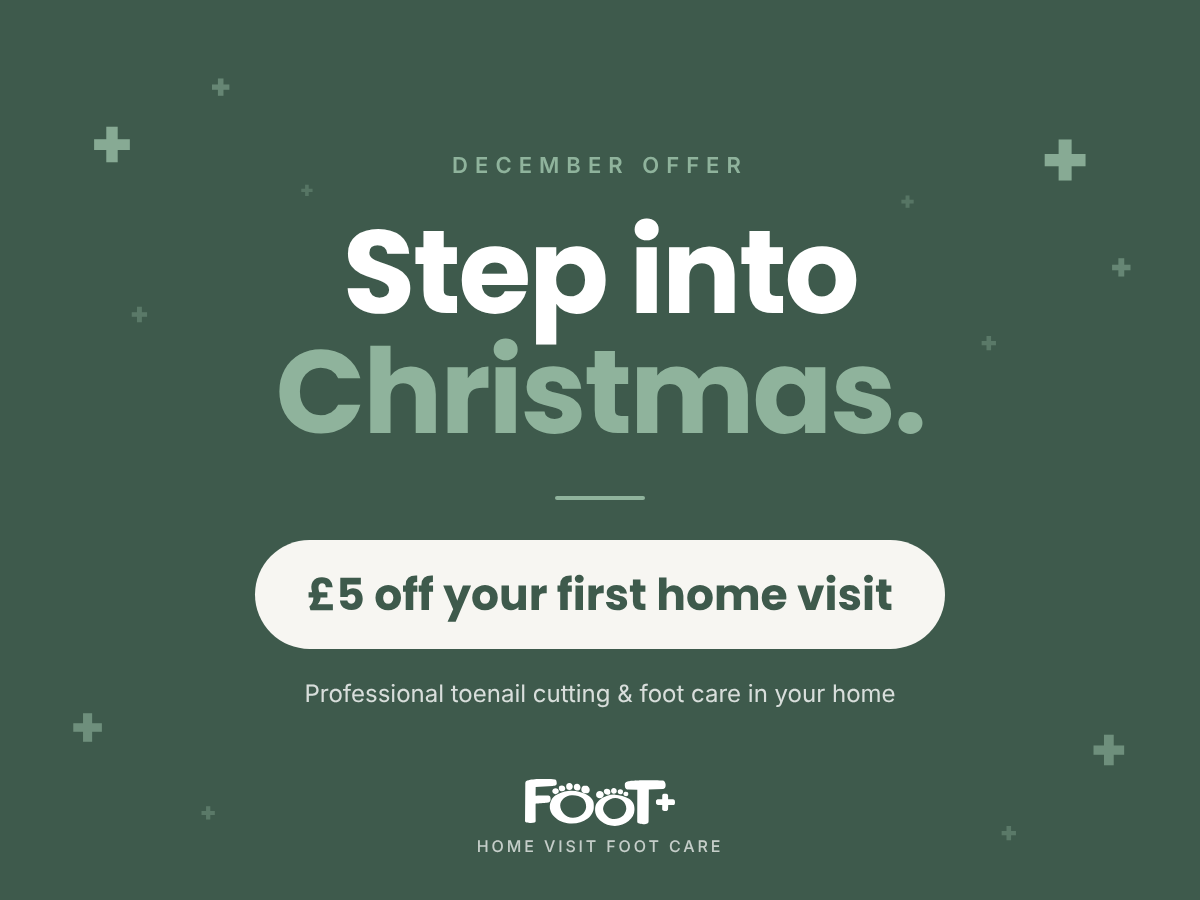 DECEMBER OFFER
Step into
Christmas.
£5 off your first home visit
Professional toenail cutting & foot care in your home
FOOT+
HOME VISIT FOOT CARE